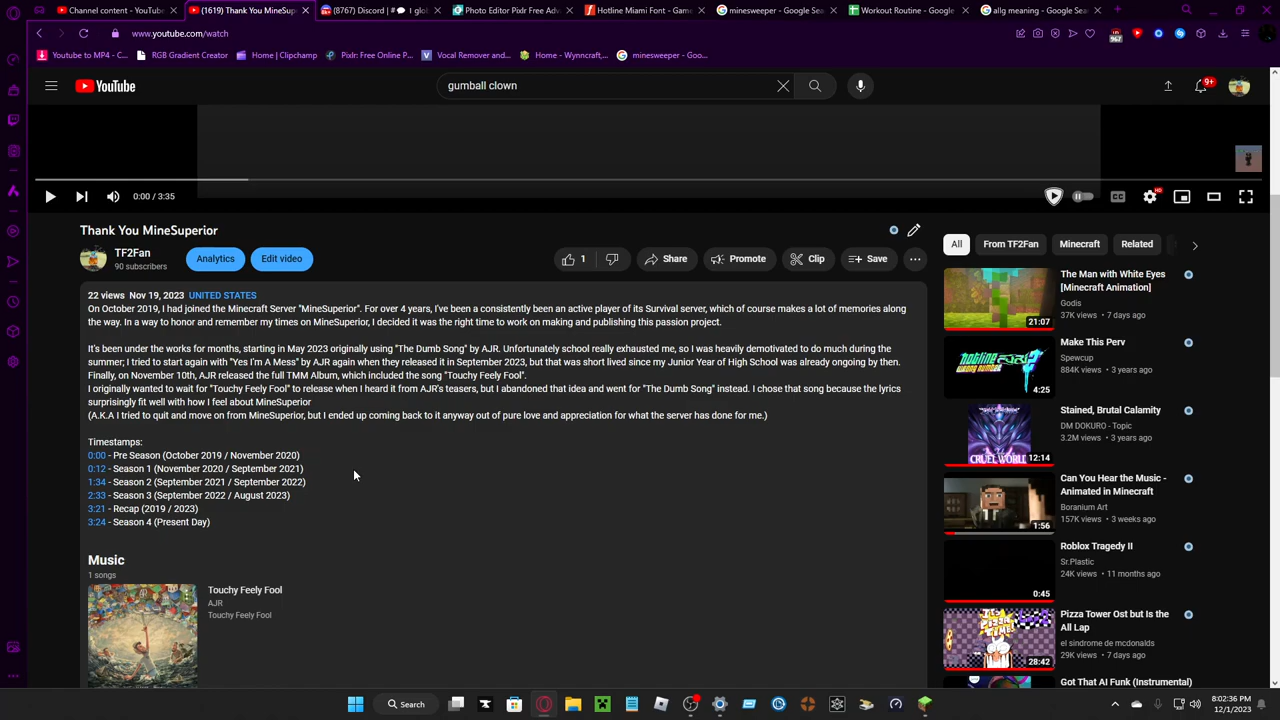 Content - YouTube
(1619) Thank You MineSup
(8767) Discord | #
Photo Editor Pixlr Free Adv
Hotline Miami Font - Game
minesweeper - Google Sea
Workout Routine - Google
allg meaning - Google Sea
www.youtube.com/watch
967
Youtube to MP4 - C...
RGB Gradient Creator
Home | Clipchamp
Pixlr: Free Online P...
Vocal Remover and...
Home - Wynncraft,...
minesweeper - Goo...
YouTube
gumball clown
9+
0:00 / 3:35
CC
HD
Thank You MineSuperior
TF2Fan
90 subscribers
Analytics
Edit video
1
Share
Promote
Clip
Save
22 views Nov 19, 2023 UNITED STATES
On October 2019, I had joined the Minecraft Server "MineSuperior". For over 4 years, I've been a consistently been an active player of its Survival server, which of course makes a lot of memories along
the way. In a way to honor and remember my times on MineSuperior, I decided it was the right time to work on making and publishing this passion project.
It's been under the works for months, starting in May 2023 originally using "The Dumb Song" by AJR. Unfortunately school really exhausted me, so I was heavily demotivated to do much during the
summer; I tried to start again with "Yes I'm A Mess" by AJR again when they released it in September 2023, but that was short lived since my Junior Year of High School was already ongoing by then.
Finally, on November 10th, AJR released the full TMM Album, which included the song "Touchy Feely Fool".
I originally wanted to wait for "Touchy Feely Fool" to release when I heard it from AJR's teasers, but I abandoned that idea and went for "The Dumb Song" instead. I chose that song because the lyrics
surprisingly fit well with how I feel about MineSuperior
(A.K.A I tried to quit and move on from MineSuperior, but I ended up coming back to it anyway out of pure love and appreciation for what the server has done for me.)
Timestamps:
0:00 - Pre Season (October 2019 / November 2020)
0:12 - Season 1 (November 2020 / September 2021)
1:34 - Season 2 (September 2021 / September 2022)
2:33 - Season 3 (September 2022 / August 2023)
3:21 - Recap (2019 / 2023)
3:24 - Season 4 (Present Day)
Music
1 songs
Touchy Feely Fool
AJR
Touchy Feely Fool
All
From TF2Fan
Minecraft
Related
The Man with White Eyes
[Minecraft Animation]
Godis
37K views • 7 days ago
21:07
Make This Perv
Spewcup
884K views • 3 years ago
4:25
Stained, Brutal Calamity
DM DOKURO - Topic
3.2M views • 3 years ago
CRUEL WORLD
12:14
Can You Hear the Music -
Animated in Minecraft
Boranium Art
157K views • 3 weeks ago
1:56
Roblox Tragedy II
Sr.Plastic
24K views • 11 months ago
0:45
Pizza Tower Ost but Is the
All Lap
el sindrome de mcdonalds
29K views • 7 days ago
28:42
Got That AI Funk (Instrumental)
Search
8:02:36 PM
12/1/2023